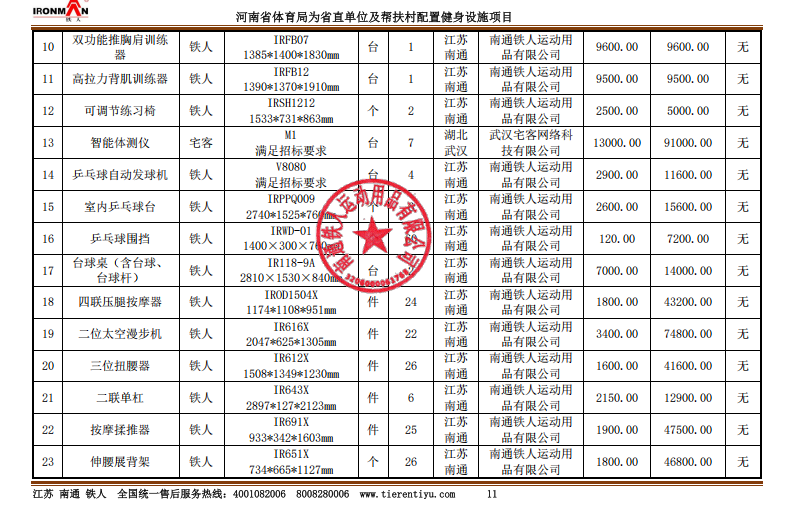 IRONMAN
铁人
河南省体育局为省直单位及帮扶村配置健身设施项目
10 双功能推胸肩训练器 铁人 IRFB07 1385*1400*1830mm 台 1 江苏南通 南通铁人运动用品有限公司 9600.00 9600.00 无
11 高拉力背肌训练器 铁人 IRFB12 1390*1370*1910mm 台 1 江苏南通 南通铁人运动用品有限公司 9500.00 9500.00 无
12 可调节练习椅 铁人 IRSH1212 1533*731*863mm 个 2 江苏南通 南通铁人运动用品有限公司 2500.00 5000.00 无
13 智能体测仪 宅客 M1 满足招标要求 台 7 湖北武汉 武汉宅客网络科技有限公司 13000.00 91000.00 无
14 乒乓球自动发球机 铁人 V8080 满足招标要求 台 4 江苏南通 南通铁人运动用品有限公司 2900.00 11600.00 无
15 室内乒乓球台 铁人 IRPPQ009 2740*1525*760mm 个 江苏南通 南通铁人运动用品有限公司 2600.00 15600.00 无
16 乒乓球围挡 铁人 IRWD-01 1400×300×760mm 江苏南通 南通铁人运动用品有限公司 120.00 7200.00 无
17 台球桌（含台球、台球杆） 铁人 IR118-9A 2810×1530×840mm 台 2 江苏南通 南通铁人运动用品有限公司 7000.00 14000.00 无
18 四联压腿按摩器 铁人 IROD1504X 1174*1108*951mm 件 24 江苏南通 南通铁人运动用品有限公司 1800.00 43200.00 无
19 二位太空漫步机 铁人 IR616X 2047*625*1305mm 件 22 江苏南通 南通铁人运动用品有限公司 3400.00 74800.00 无
20 三位扭腰器 铁人 IR612X 1508*1349*1230mm 件 26 江苏南通 南通铁人运动用品有限公司 1600.00 41600.00 无
21 二联单杠 铁人 IR643X 2897*127*2123mm 件 6 江苏南通 南通铁人运动用品有限公司 2150.00 12900.00 无
22 按摩揉推器 铁人 IR691X 933*342*1603mm 件 25 江苏南通 南通铁人运动用品有限公司 1900.00 47500.00 无
23 伸腰展背架 铁人 IR651X 734*665*1127mm 个 26 江苏南通 南通铁人运动用品有限公司 1800.00 46800.00 无
南通铁人运动用品有限公司
江苏 南通 铁人 全国统一售后服务热线：4001082006 8008280006 www.tierentiyu.com 11